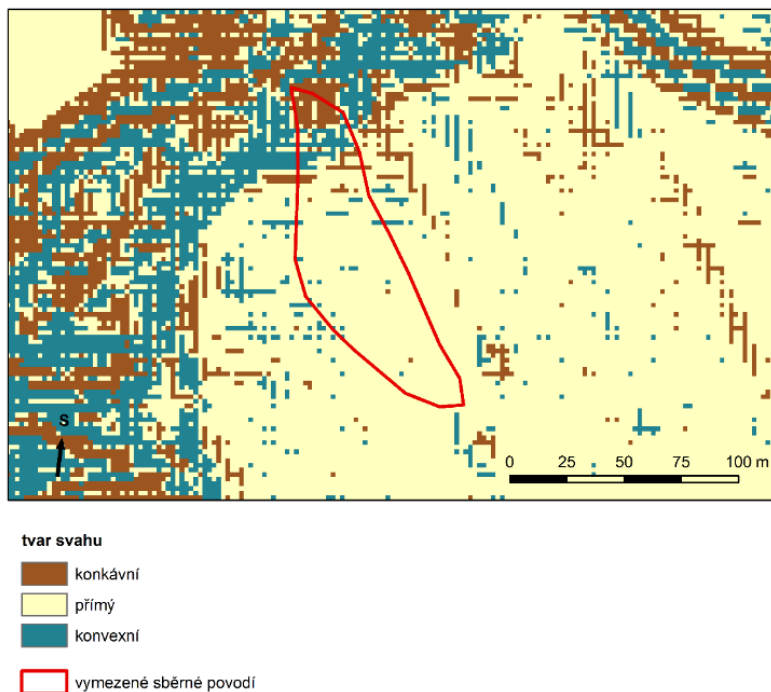 S
0 25 50 75 100 m
tvar svahu
konkávní
přímý
konvexní
vymezené sběrné povodí